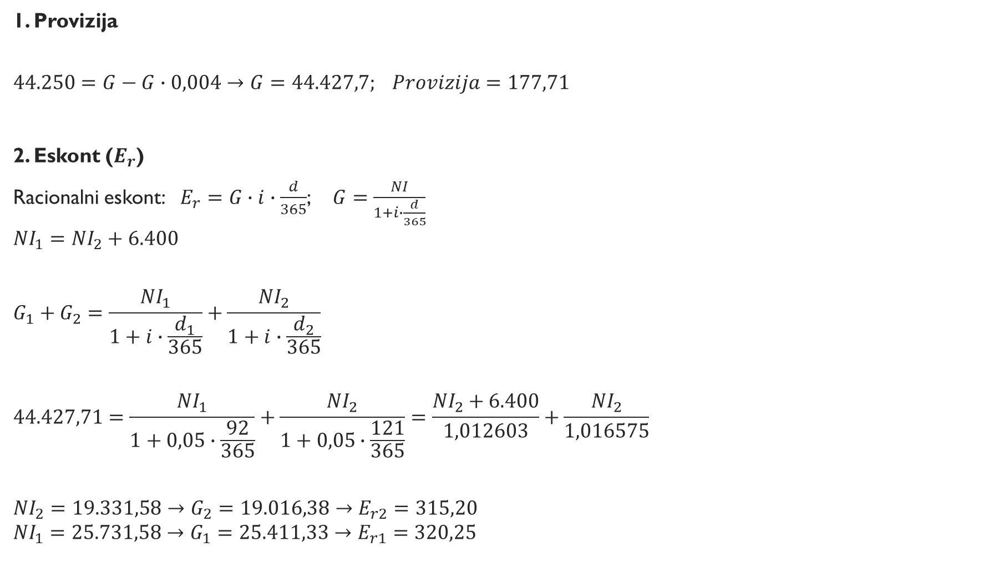 1. Provizija
44.250 = G − G · 0,004 → G = 44.427,7; Provizija = 177,71
2. Eskont (E_r)
Racionalni eskont: E_r = G · i · d/365; G = NI/(1+i·d/365)
NI_1 = NI_2 + 6.400
G_1 + G_2 = NI_1/(1 + i · d_1/365) + NI_2/(1 + i · d_2/365)
44.427,71 = NI_1/(1 + 0,05 · 92/365) + NI_2/(1 + 0,05 · 121/365) = (NI_2 + 6.400)/1,012603 + NI_2/1,016575
NI_2 = 19.331,58 → G_2 = 19.016,38 → E_r2 = 315,20
NI_1 = 25.731,58 → G_1 = 25.411,33 → E_r1 = 320,25